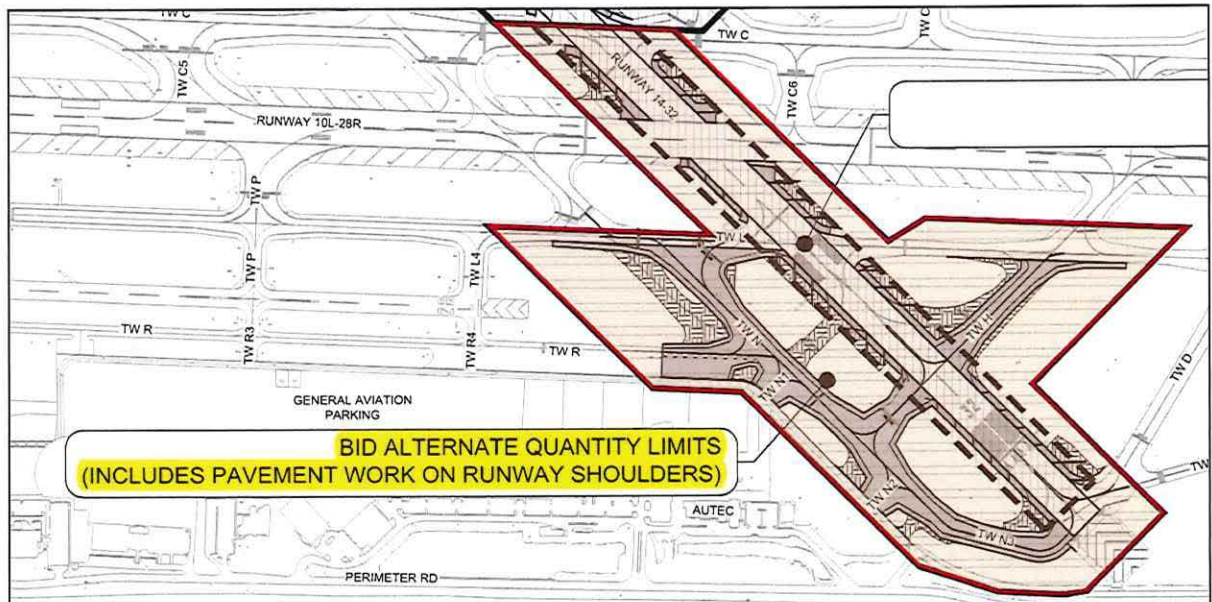 TW C
TW C
TW C
TW C5
RUNWAY 14-32
TW C6
RUNWAY 10L-28R
TW P
TW L
TW P
TW L4
TW H
TW N
TW R
TW R3
TW R4
TW R
TW N1
TW D
GENERAL AVIATION
PARKING
BID ALTERNATE QUANTITY LIMITS
(INCLUDES PAVEMENT WORK ON RUNWAY SHOULDERS)
TW N2
TW
AUTEC
TW N3
PERIMETER RD